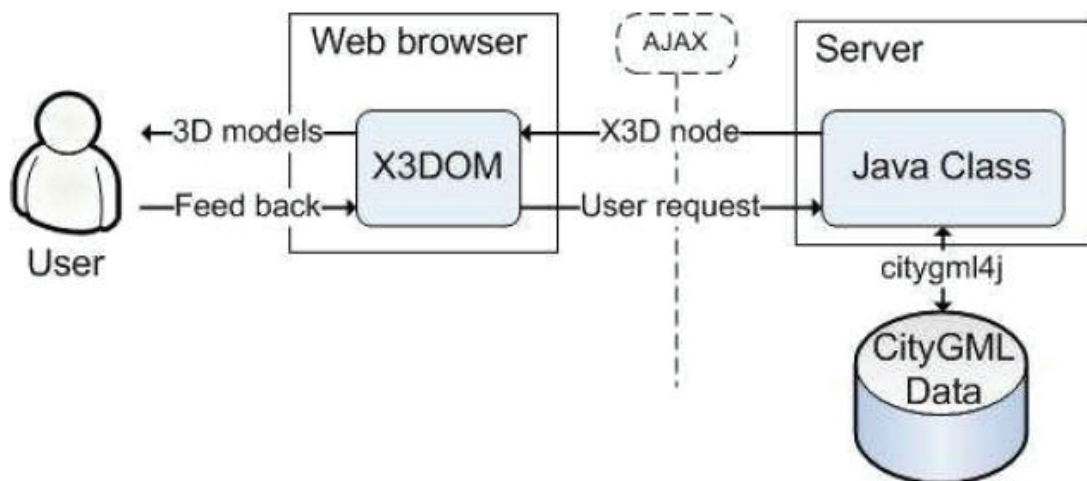 Web browser
AJAX
Server
3D models
X3DOM
X3D node
Java Class
Feed back
User request
User
citygml4j
CityGML
Data